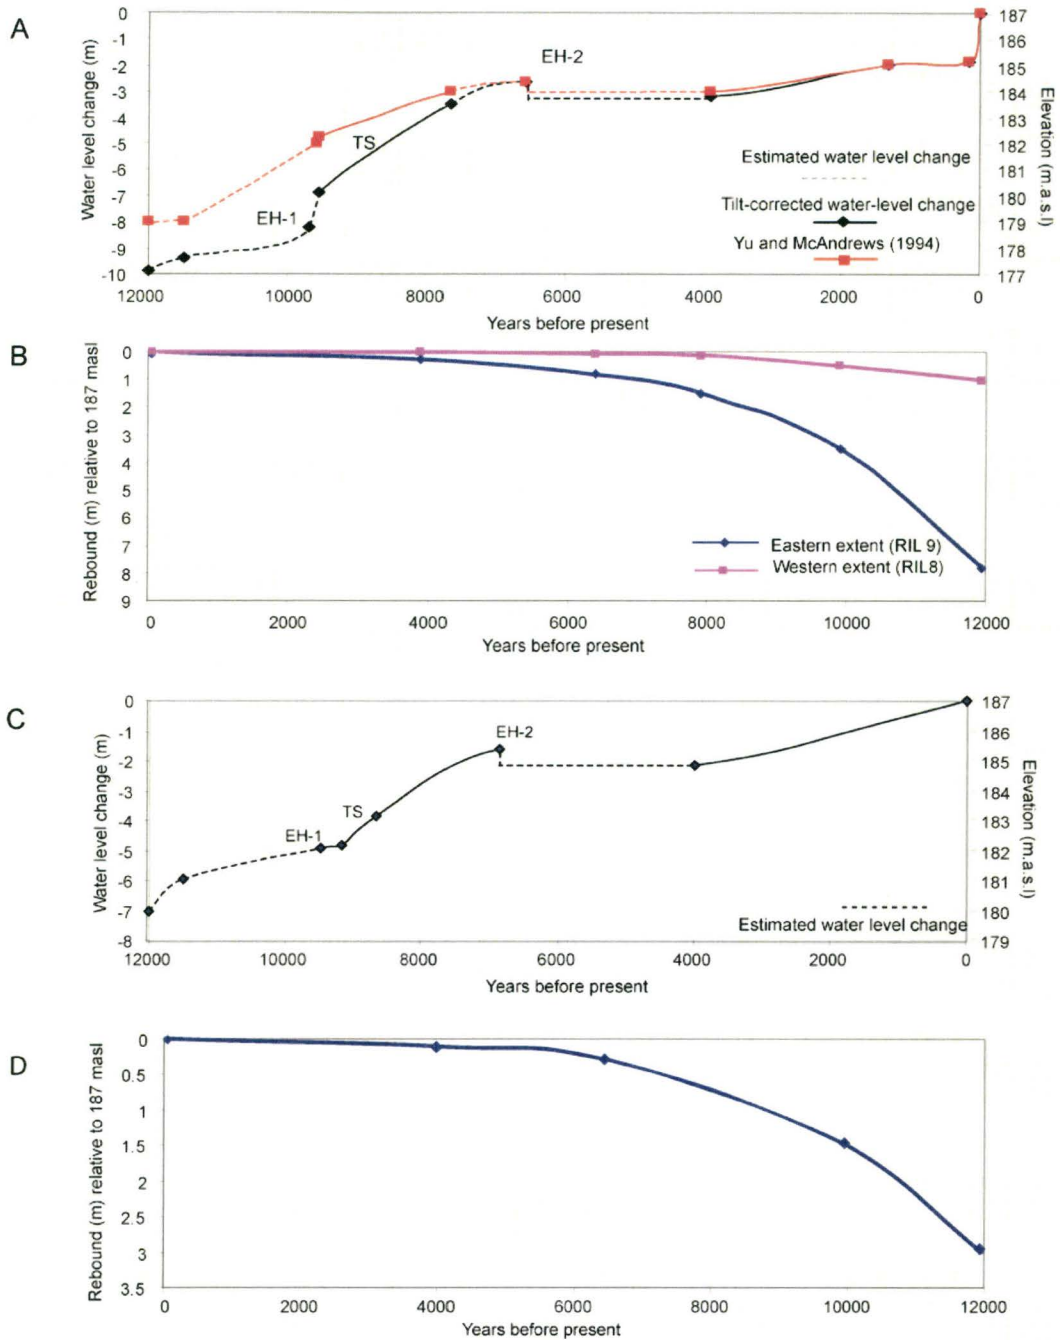 A
Water level change (m)
0
-1
-2
-3
-4
-5
-6
-7
-8
-9
-10
EH-2
TS
EH-1
187
186
185
184
183
182
181
180
179
178
177
Elevation (m.a.s.l)
Estimated water level change
Tilt-corrected water-level change
Yu and McAndrews (1994)
12000 10000 8000 6000 4000 2000 0
Years before present
B
Rebound (m) relative to 187 masl
0
1
2
3
4
5
6
7
8
9
Eastern extent (RIL 9)
Western extent (RIL8)
0 2000 4000 6000 8000 10000 12000
Years before present
C
Water level change (m)
0
-1
-2
-3
-4
-5
-6
-7
-8
EH-2
TS
EH-1
187
186
185
184
183
182
181
180
179
Elevation (m.a.s.l)
Estimated water level change
12000 10000 8000 6000 4000 2000 0
Years before present
D
Rebound (m) relative to 187 masl
0
0.5
1
1.5
2
2.5
3
3.5
0 2000 4000 6000 8000 10000 12000
Years before present